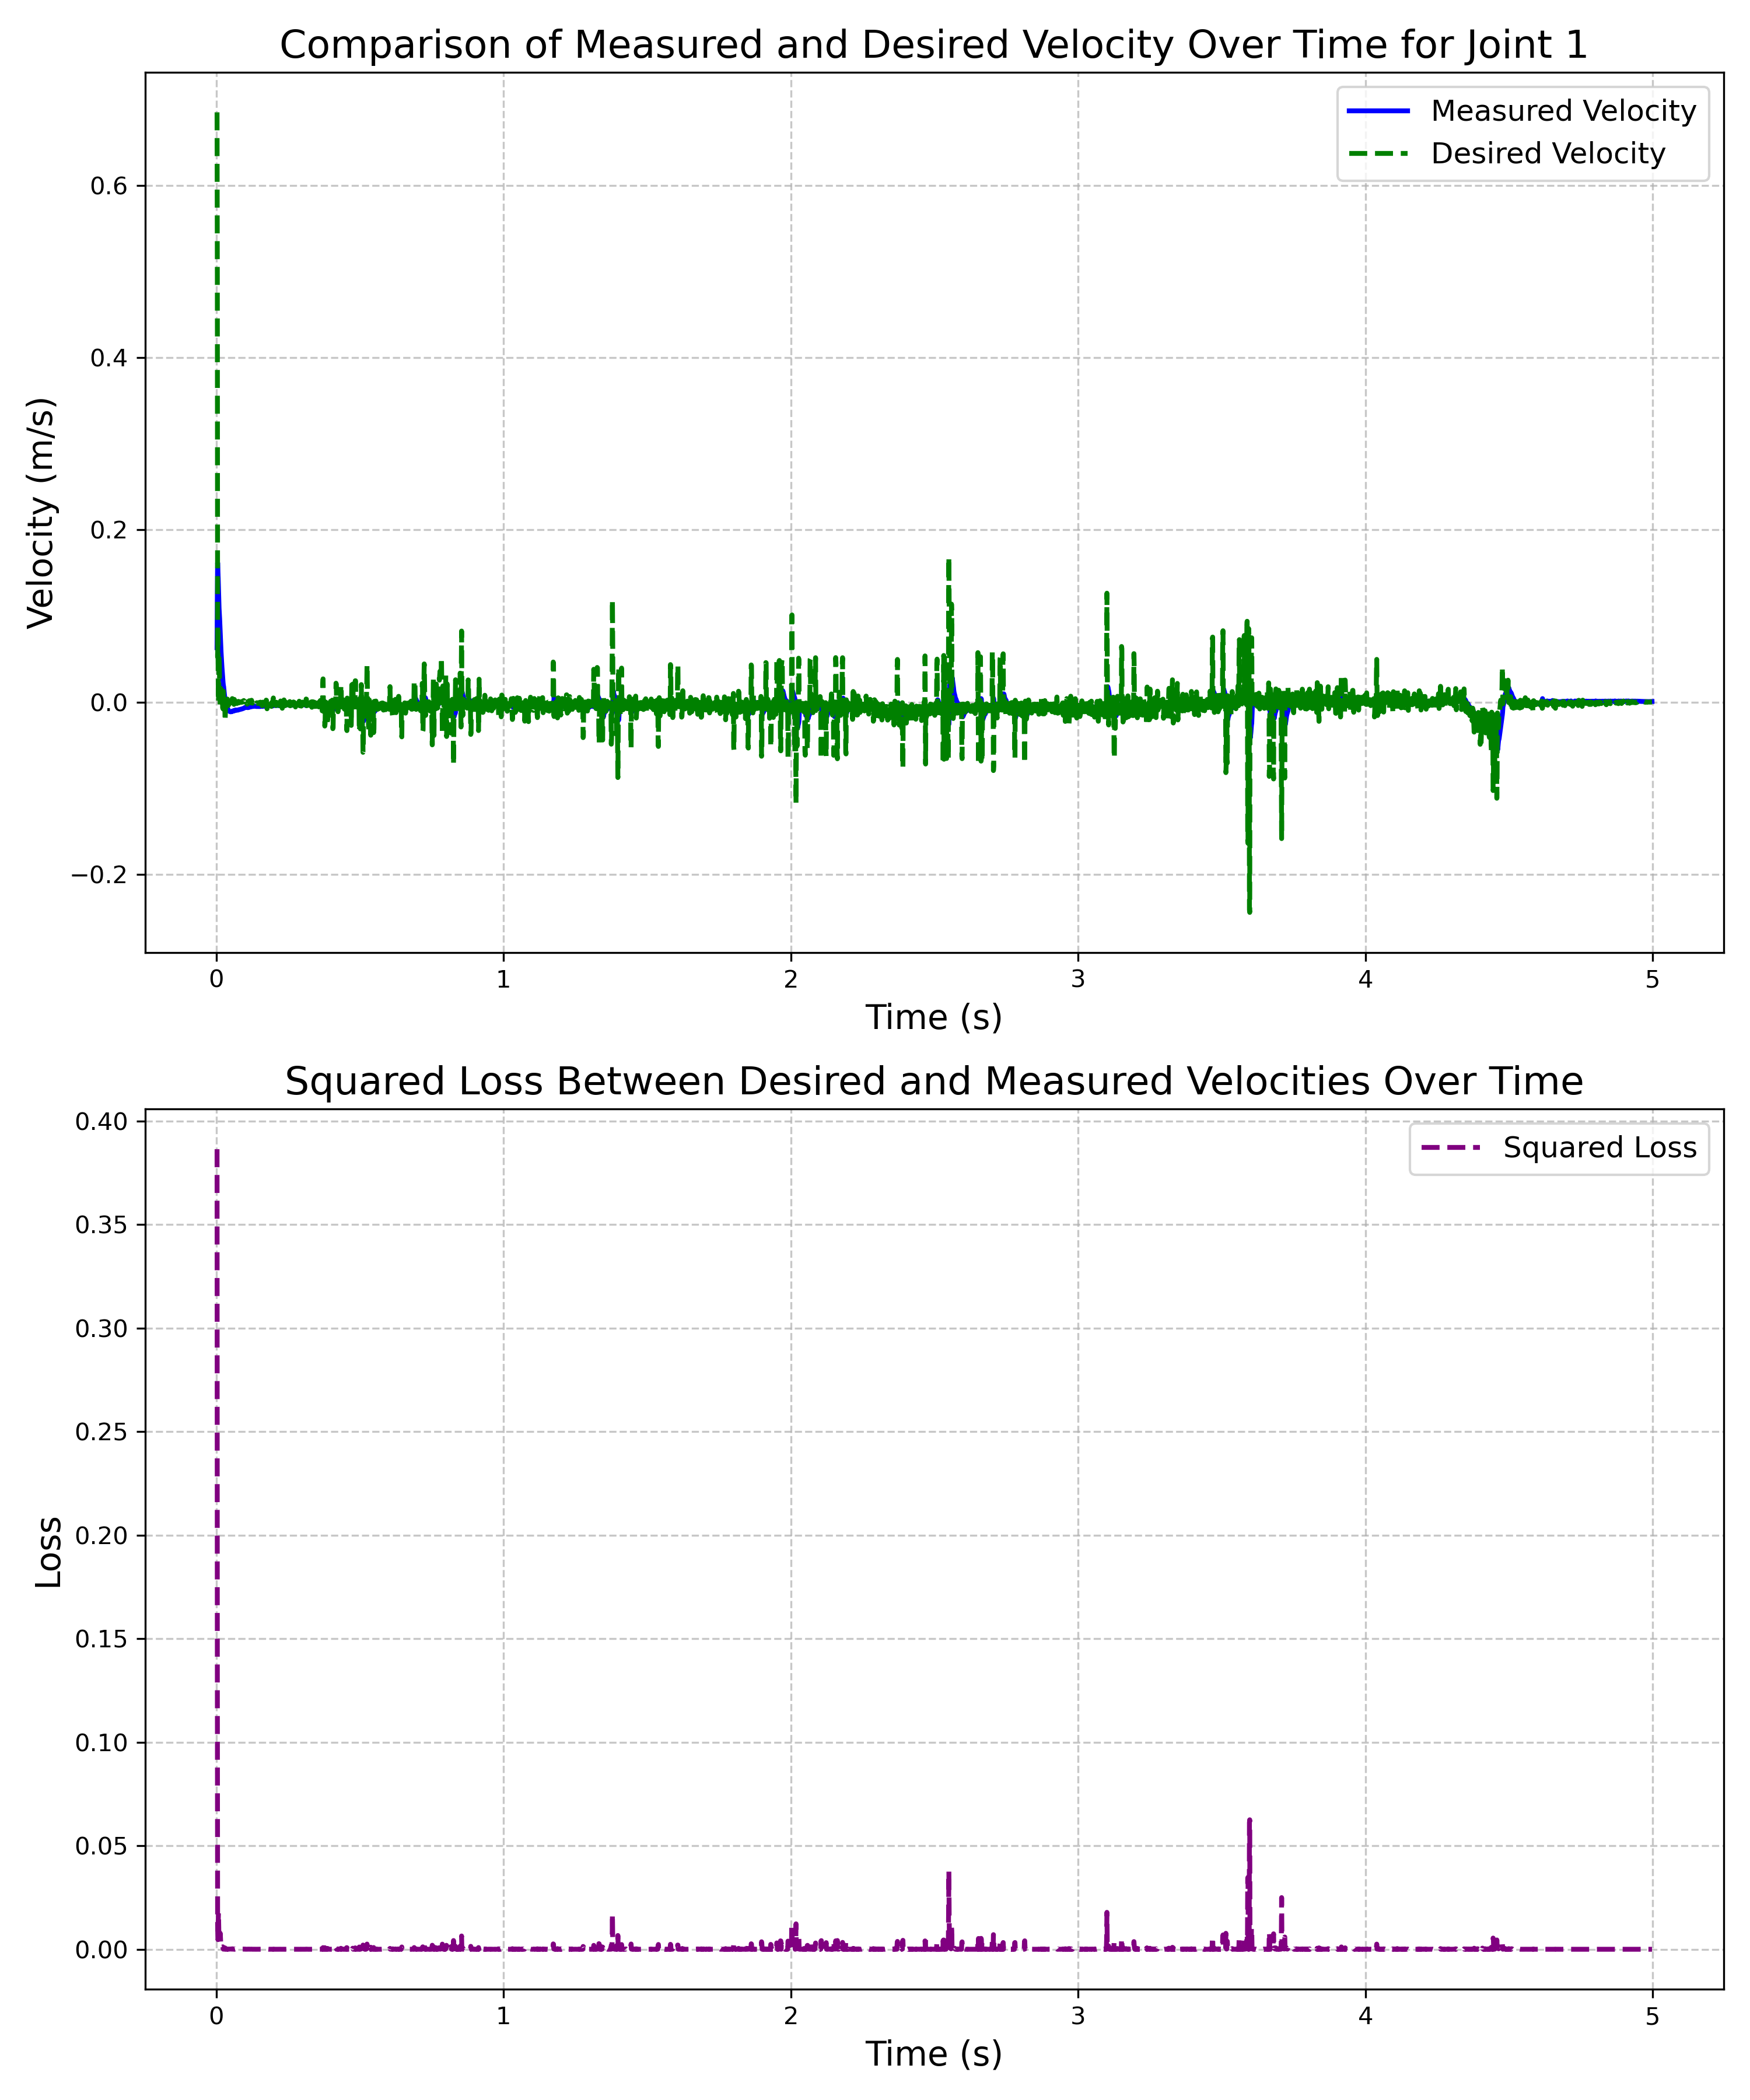 Comparison of Measured and Desired Velocity Over Time for Joint 1
Measured Velocity
Desired Velocity
Velocity (m/s)
0.6
0.4
0.2
0.0
−0.2
0 1 2 3 4 5
Time (s)
Squared Loss Between Desired and Measured Velocities Over Time
Squared Loss
Loss
0.40
0.35
0.30
0.25
0.20
0.15
0.10
0.05
0.00
0 1 2 3 4 5
Time (s)